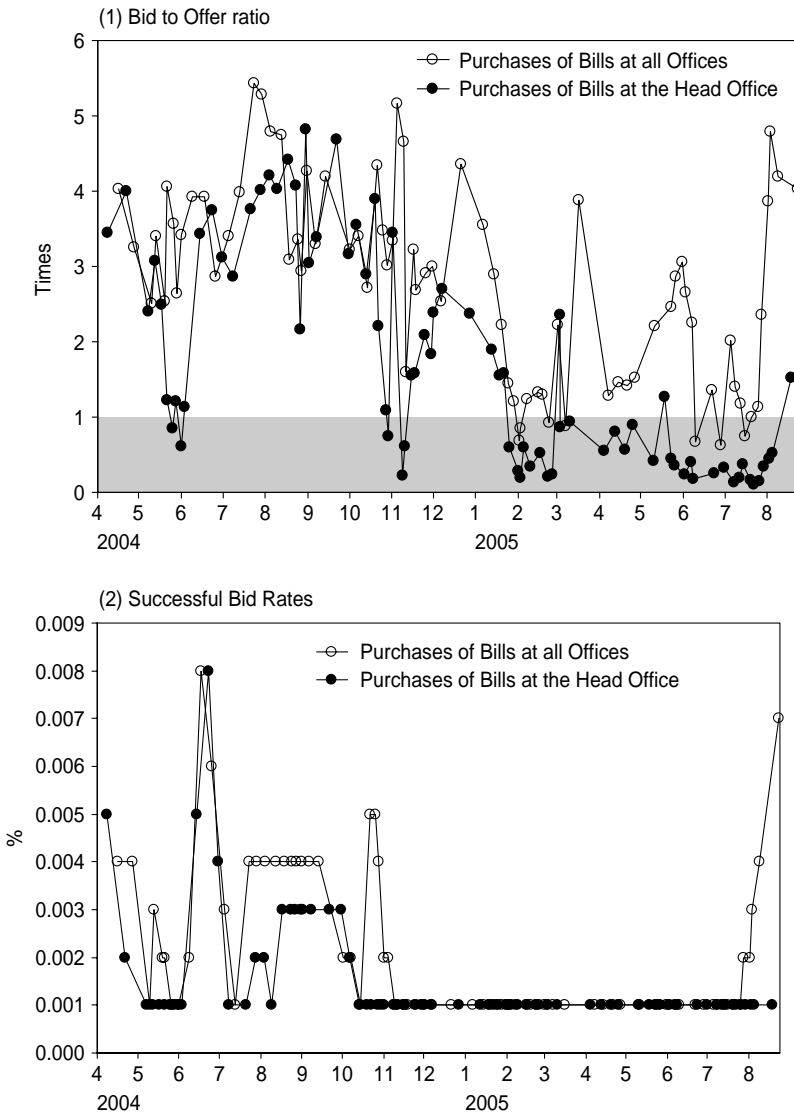 (1) Bid to Offer ratio
6
5
4
3
2
1
0
Times
Purchases of Bills at all Offices
Purchases of Bills at the Head Office
4 5 6 7 8 9 10 11 12 1 2 3 4 5 6 7 8
2004 2005
(2) Successful Bid Rates
0.009
0.008
0.007
0.006
0.005
0.004
0.003
0.002
0.001
0.000
%
Purchases of Bills at all Offices
Purchases of Bills at the Head Office
4 5 6 7 8 9 10 11 12 1 2 3 4 5 6 7 8
2004 2005